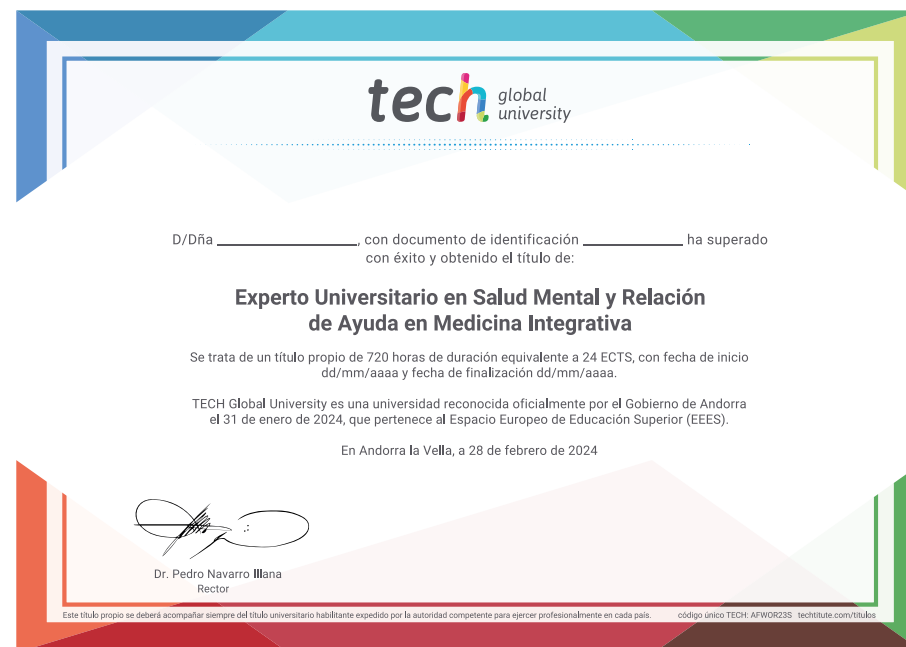 tech global university
D/Dña ____________________, con documento de identificación ______________ ha superado
con éxito y obtenido el título de:
Experto Universitario en Salud Mental y Relación
de Ayuda en Medicina Integrativa
Se trata de un título propio de 720 horas de duración equivalente a 24 ECTS, con fecha de inicio
dd/mm/aaaa y fecha de finalización dd/mm/aaaa.
TECH Global University es una universidad reconocida oficialmente por el Gobierno de Andorra
el 31 de enero de 2024, que pertenece al Espacio Europeo de Educación Superior (EEES).
En Andorra la Vella, a 28 de febrero de 2024
Dr. Pedro Navarro Illana
Rector
Este título propio se deberá acompañar siempre del título universitario habilitante expedido por la autoridad competente para ejercer profesionalmente en cada país. código único TECH: AFWOR23S techtitute.com/titulos